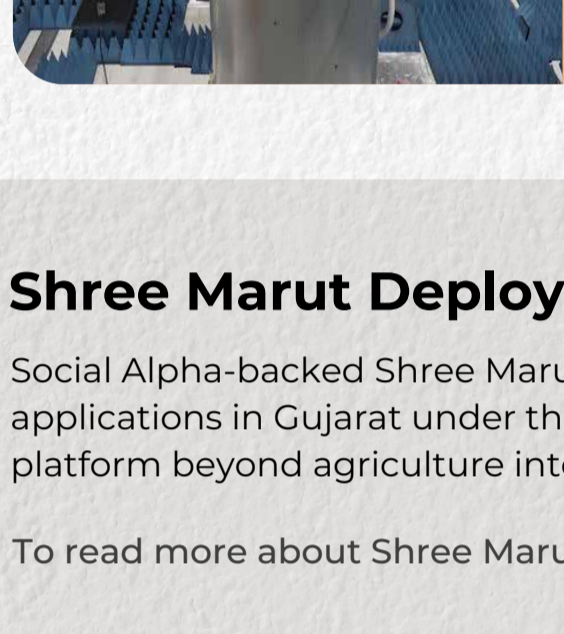 Shree Marut Deploy
Social Alpha-backed Shree Maru
applications in Gujarat under th
platform beyond agriculture int
To read more about Shree Maru